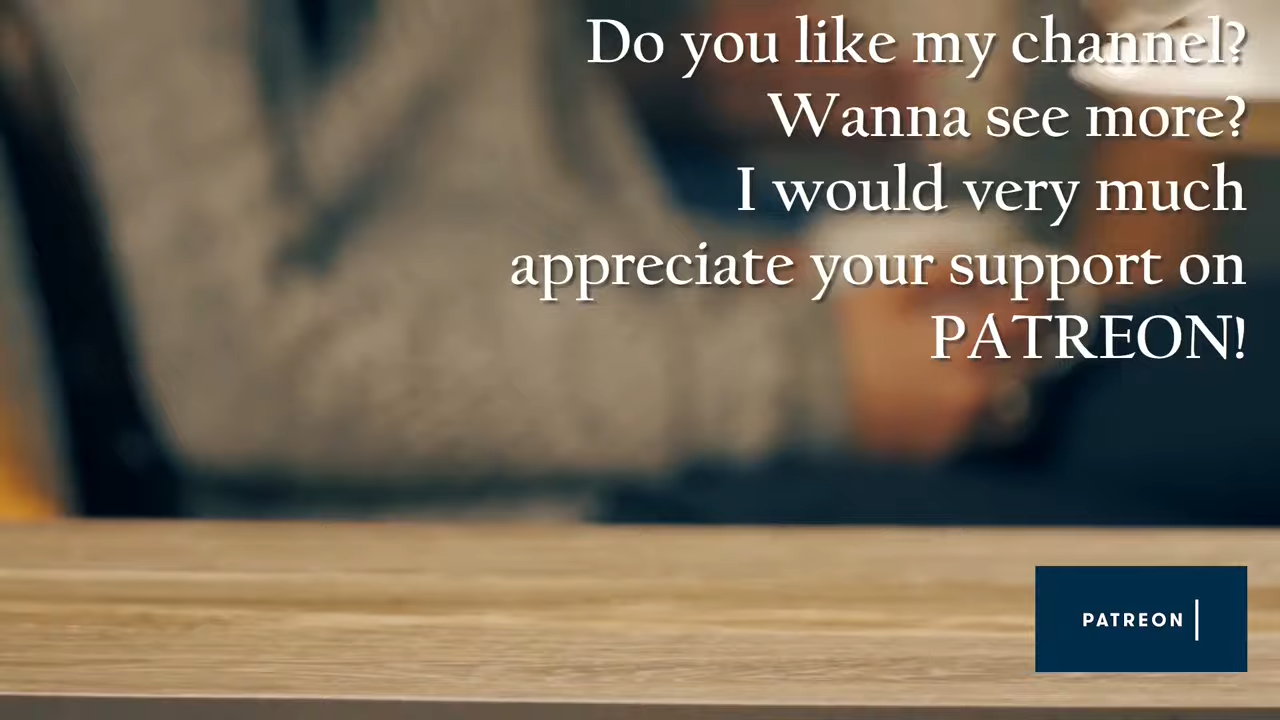 Do you like my channel?
Wanna see more?
I would very much
appreciate your support on
PATREON!
PATREON